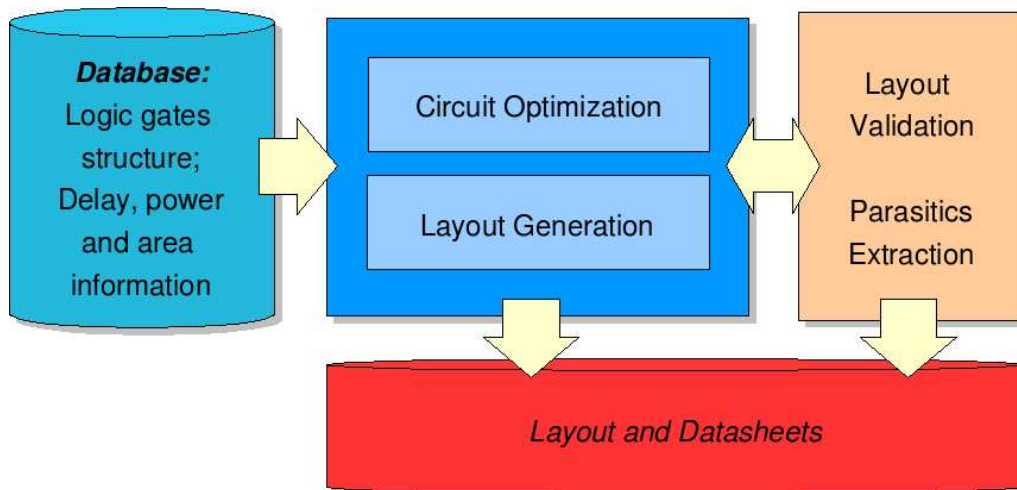 Database:
Logic gates
structure;
Delay, power
and area
information
Circuit Optimization
Layout Generation
Layout
Validation
Parasitics
Extraction
Layout and Datasheets